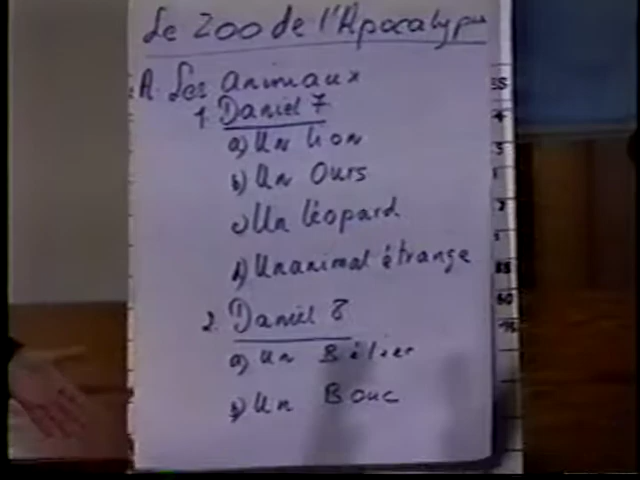 Le Zoo de l'Apocalypse
A. Les animaux
1. Daniel 7
a) Un Lion
b) Un Ours
c) Un léopard
d) Un animal étrange
2. Daniel 8
a) Un Bélier
b) Un Bouc